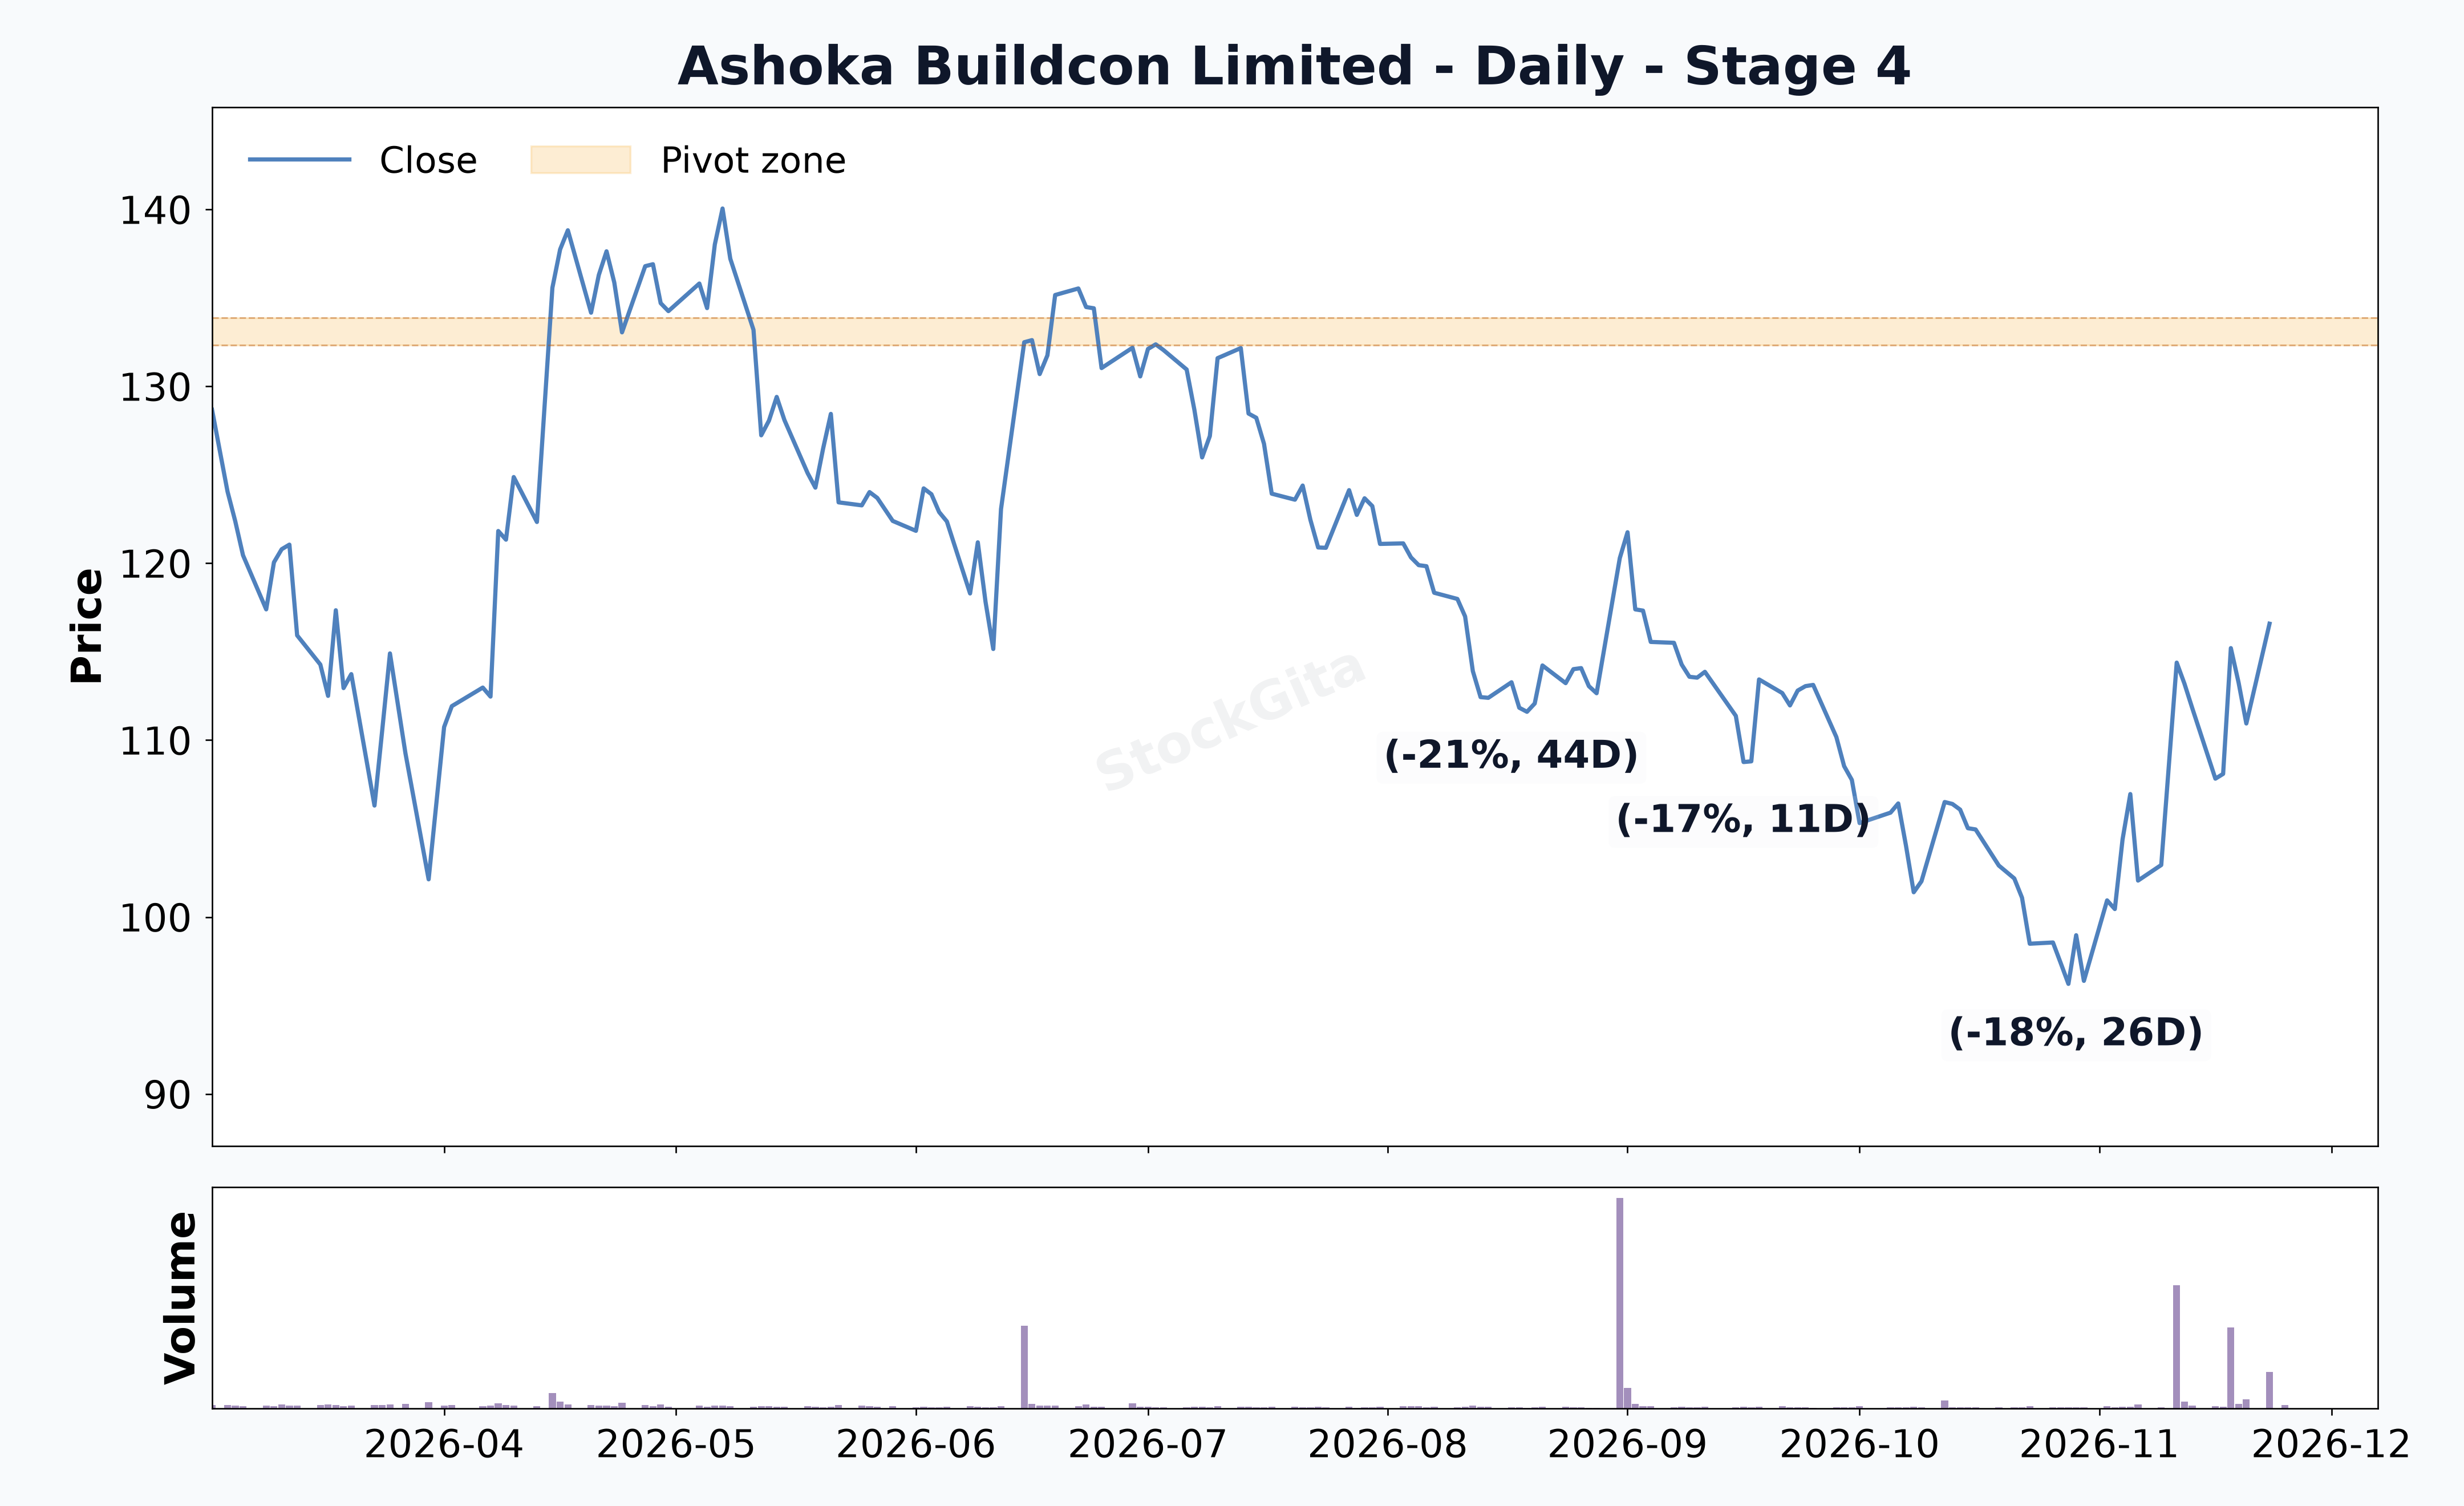 Ashoka Buildcon Limited - Daily - Stage 4
Close
Pivot zone
Price
140
130
120
110
100
90
StockGita
(-21%, 44D)
(-17%, 11D)
(-18%, 26D)
Volume
2026-04
2026-05
2026-06
2026-07
2026-08
2026-09
2026-10
2026-11
2026-12